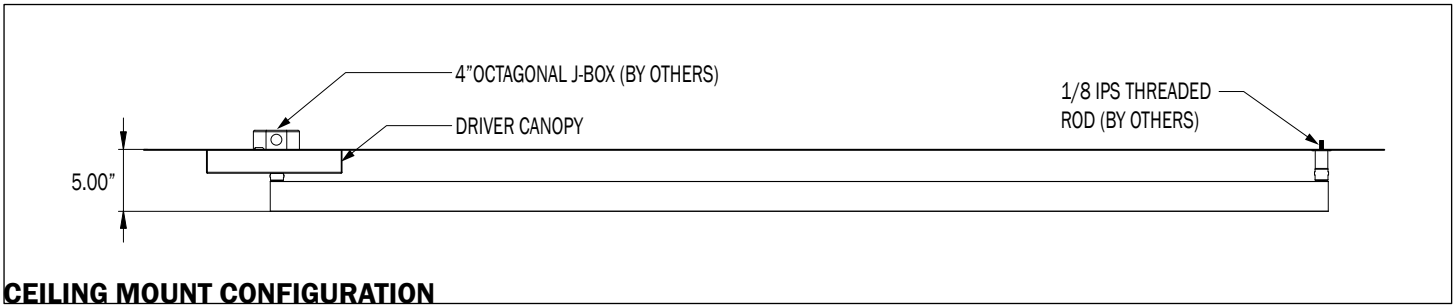 4”OCTAGONAL J-BOX (BY OTHERS)
DRIVER CANOPY
1/8 IPS THREADED
ROD (BY OTHERS)
5.00”
CEILING MOUNT CONFIGURATION